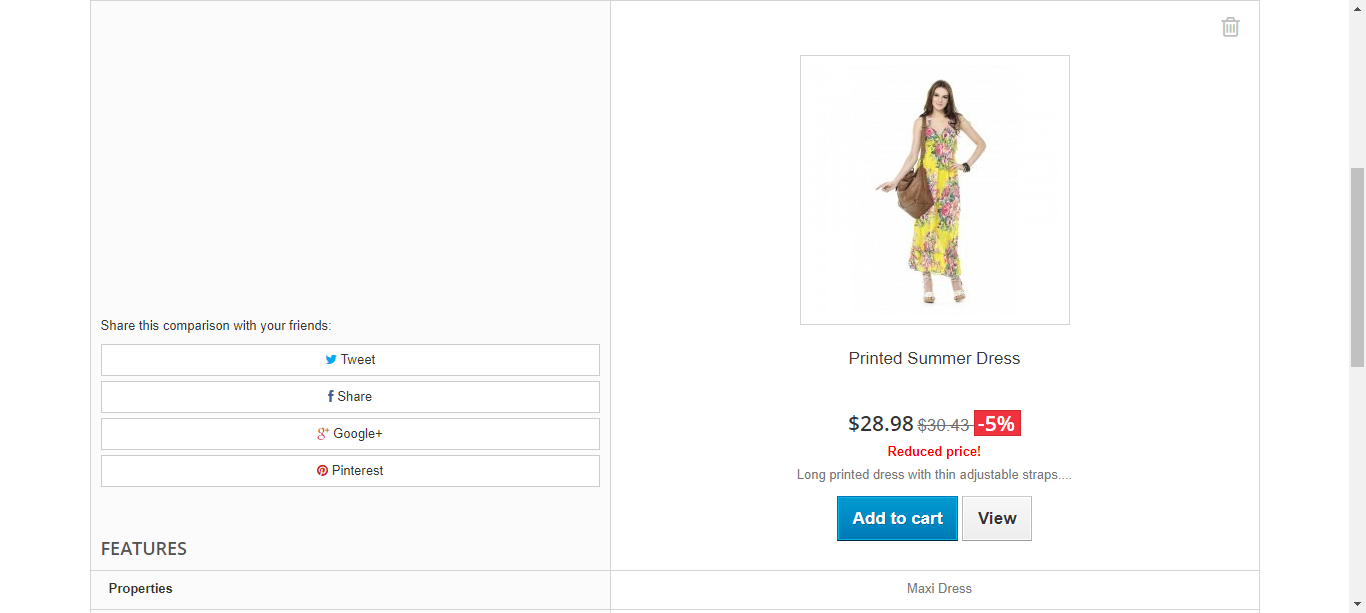 Share this comparison with your friends:
Tweet
Share
Google+
Pinterest
FEATURES
Printed Summer Dress
$28.98 $30.43 -5%
Reduced price!
Long printed dress with thin adjustable straps....
Add to cart View
Properties Maxi Dress